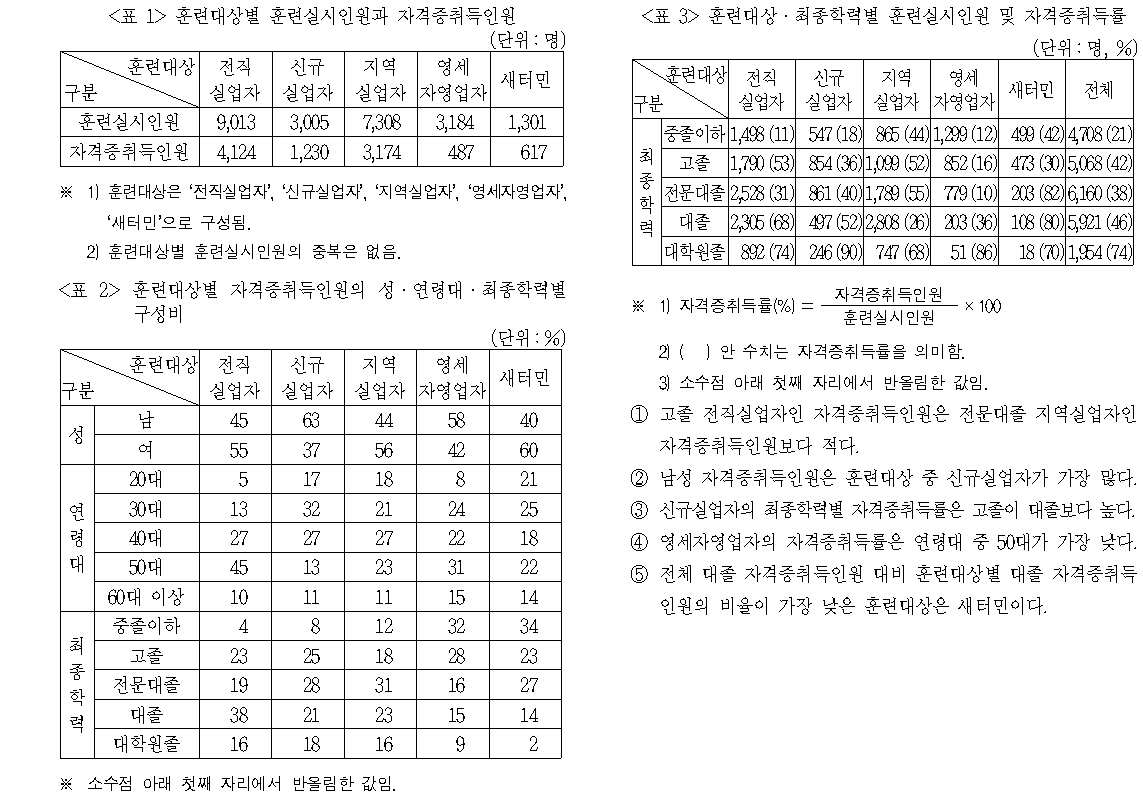 <표 1> 훈련대상별 훈련실시인원과 자격증취득인원
(단위 : 명)
훈련대상 전직 신규 지역 영세 새터민
구분 실업자 실업자 실업자 자영업자
훈련실시인원 9,013 3,005 7,308 3,184 1,301
자격증취득인원 4,124 1,230 3,174 487 617
※ 1) 훈련대상은 ‘전직실업자’, ‘신규실업자’, ‘지역실업자’, ‘영세자영업자’,
‘새터민’으로 구성됨.
2) 훈련대상별 훈련실시인원의 중복은 없음.
<표 2> 훈련대상별 자격증취득인원의 성·연령대·최종학력별
구성비
(단위 : %)
훈련대상 전직 신규 지역 영세 새터민
구분 실업자 실업자 실업자 자영업자
성 남 45 63 44 58 40
여 55 37 56 42 60
연령대 20대 5 17 18 8 21
30대 13 32 21 24 25
40대 27 27 27 22 18
50대 45 13 23 31 22
60대 이상 10 11 11 15 14
최종학력 중졸이하 4 8 12 32 34
고졸 23 25 18 28 23
전문대졸 19 28 31 16 27
대졸 38 21 23 15 14
대학원졸 16 18 16 9 2
※ 소수점 아래 첫째 자리에서 반올림한 값임.
<표 3> 훈련대상·최종학력별 훈련실시인원 및 자격증취득률
(단위 : 명, %)
훈련대상 전직 신규 지역 영세 새터민 전체
구분 실업자 실업자 실업자 자영업자
최종학력 중졸이하 1,498 (11) 547 (18) 865 (44) 1,299 (12) 499 (42) 4,708 (21)
고졸 1,790 (53) 854 (36) 1,099 (52) 852 (16) 473 (30) 5,068 (42)
전문대졸 2,528 (31) 861 (40) 1,789 (55) 779 (10) 203 (82) 6,160 (38)
대졸 2,305 (68) 497 (52) 2,808 (26) 203 (36) 108 (80) 5,921 (46)
대학원졸 892 (74) 246 (90) 747 (68) 51 (86) 18 (70) 1,954 (74)
※ 1) 자격증취득률(%) = 자격증취득인원 / 훈련실시인원 × 100
2) ( ) 안 수치는 자격증취득률을 의미함.
3) 소수점 아래 첫째 자리에서 반올림한 값임.
① 고졸 전직실업자인 자격증취득인원은 전문대졸 지역실업자인
자격증취득인원보다 적다.
② 남성 자격증취득인원은 훈련대상 중 신규실업자가 가장 많다.
③ 신규실업자의 최종학력별 자격증취득률은 고졸이 대졸보다 높다.
④ 영세자영업자의 자격증취득률은 연령대 중 50대가 가장 낮다.
⑤ 전체 대졸 자격증취득인원 대비 훈련대상별 대졸 자격증취득
인원의 비율이 가장 낮은 훈련대상은 새터민이다.